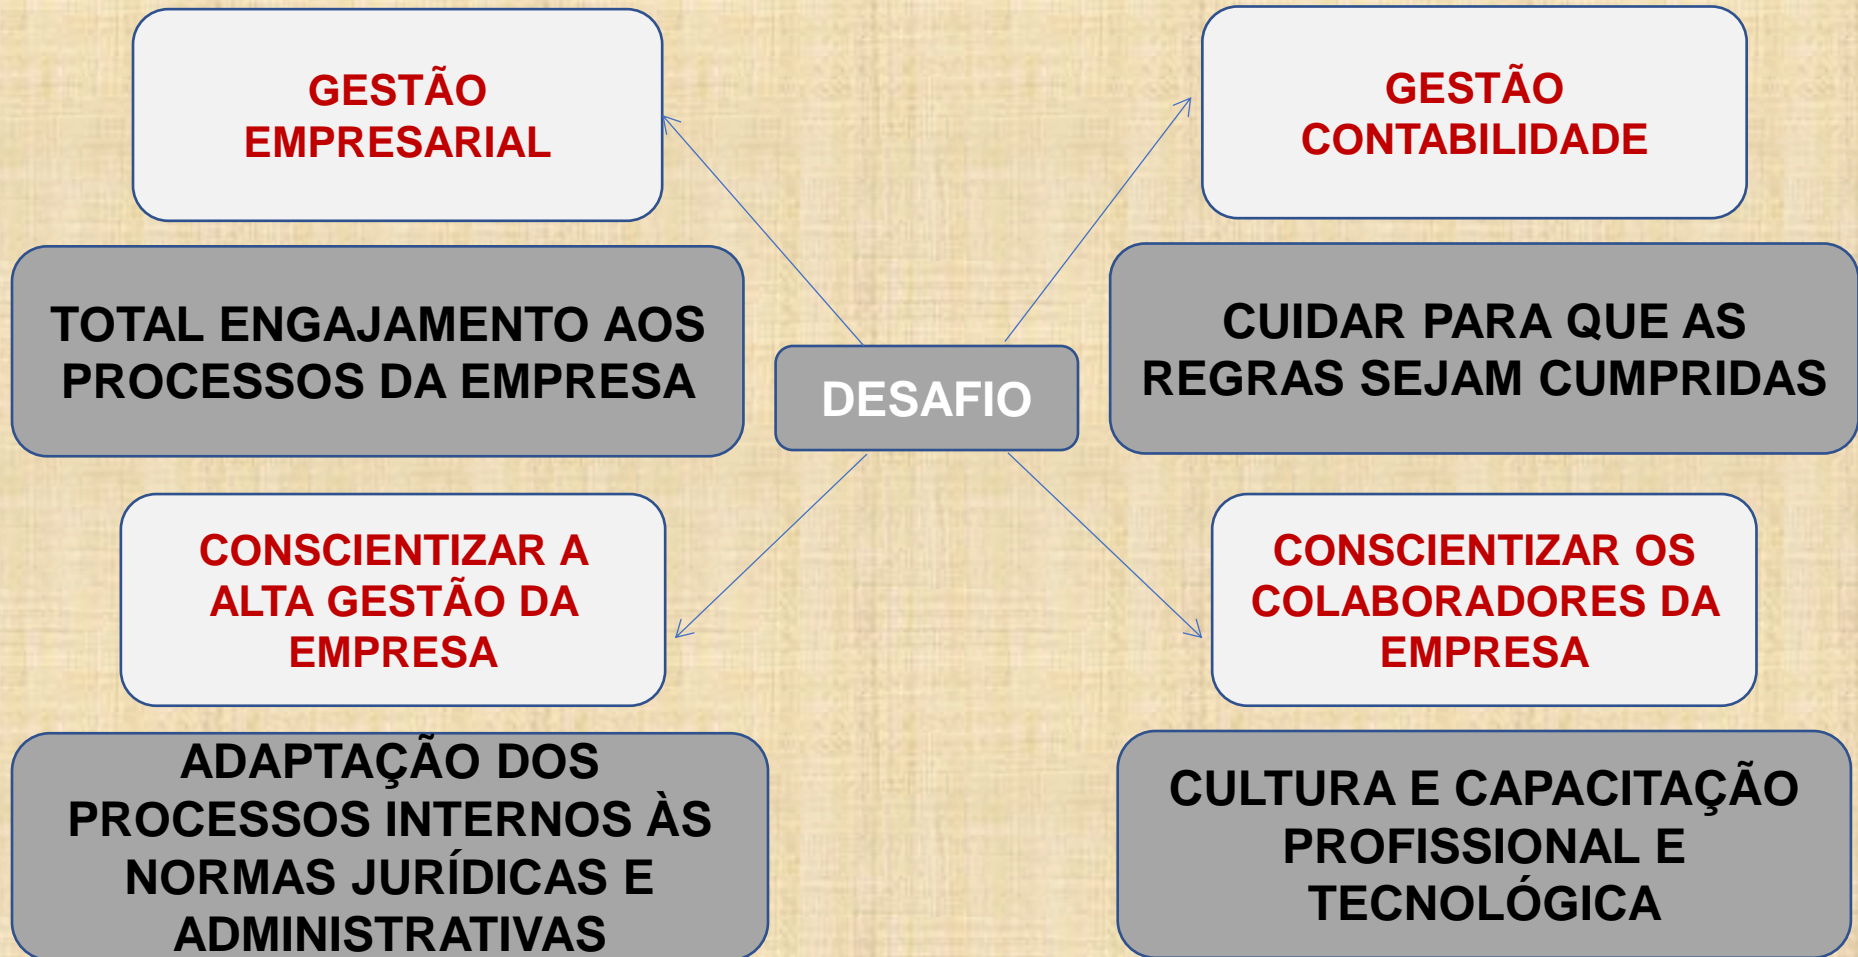 GESTÃO
EMPRESARIAL
GESTÃO
CONTABILIDADE
TOTAL ENGAJAMENTO AOS
PROCESSOS DA EMPRESA
DESAFIO
CUIDAR PARA QUE AS
REGRAS SEJAM CUMPRIDAS
CONSCIENTIZAR A
ALTA GESTÃO DA
EMPRESA
CONSCIENTIZAR OS
COLABORADORES DA
EMPRESA
ADAPTAÇÃO DOS
PROCESSOS INTERNOS ÀS
NORMAS JURÍDICAS E
ADMINISTRATIVAS
CULTURA E CAPACITAÇÃO
PROFISSIONAL E
TECNOLÓGICA